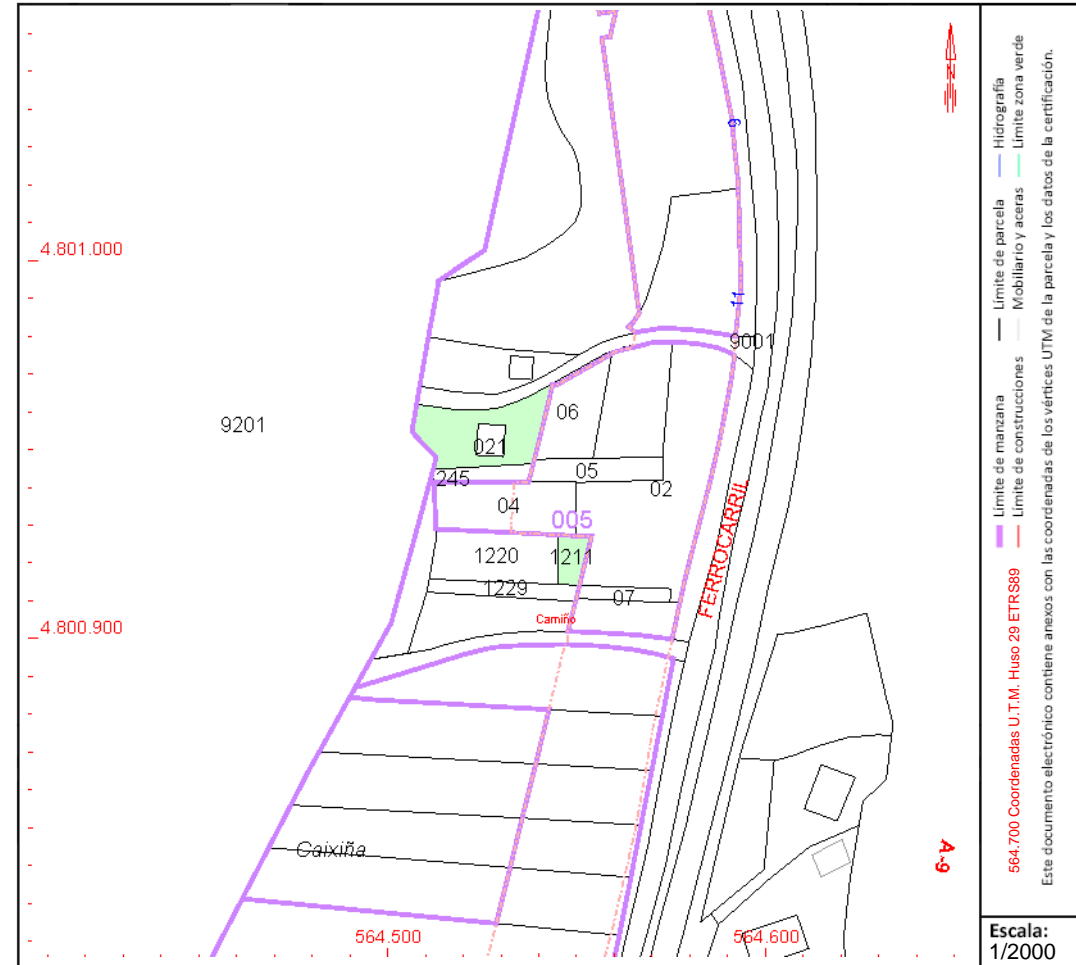 4.801.000
9
11
9001
9201
06
021
245
05
02
04
005
1220
1211
1229
07
FERROCARRIL
4.800.900
Camiño
Caixiña
A-9
564.500
564.600
N
Límite de manzana
Límite de parcela
Hidrografía
564.700 Coordenadas U.T.M. Huso 29 ETRS89
Límite de construcciones
Mobiliario y aceras
Límite zona verde
Este documento electrónico contiene anexos con las coordenadas de los vértices UTM de la parcela y los datos de la certificación.
Escala:
1/2000